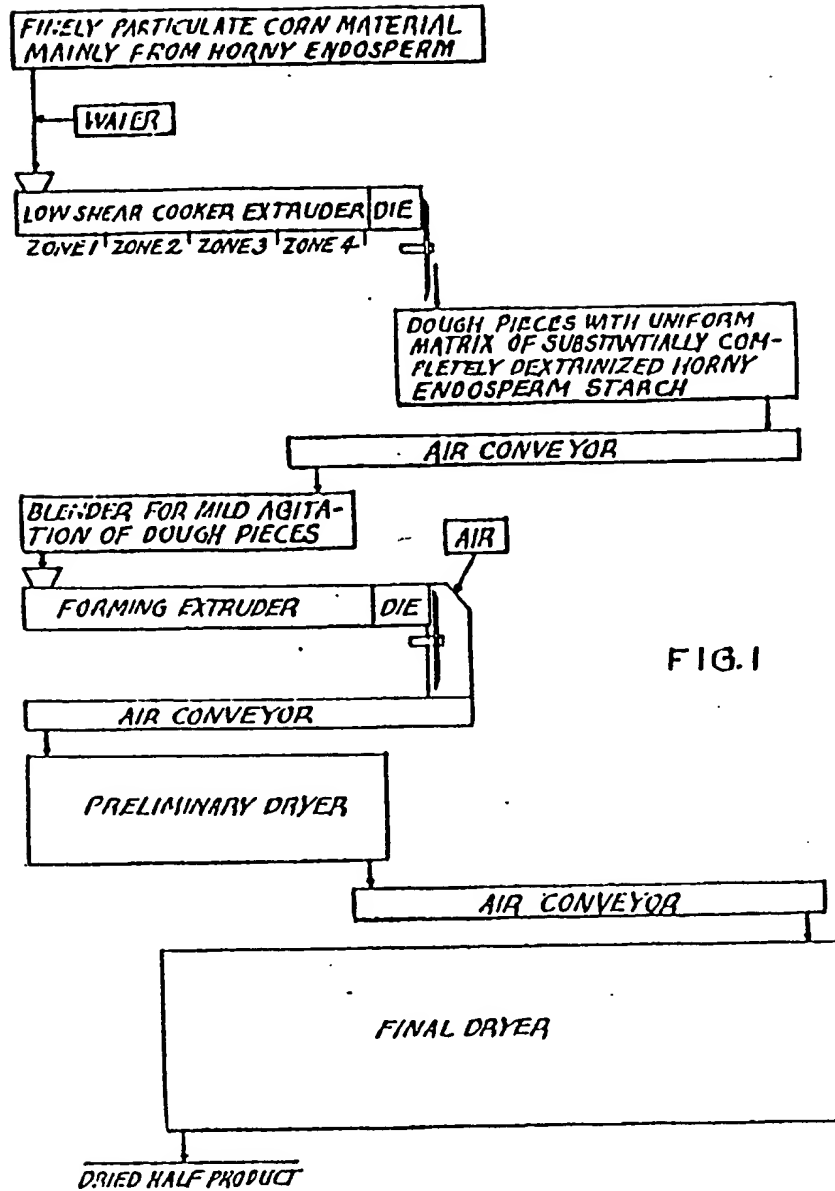 FINELY PARTICULATE CORN MATERIAL
MAINLY FROM HORNY ENDOSPERM
WATER
LOW SHEAR COOKER EXTRUDER DIE
ZONE 1 ZONE 2 ZONE 3 ZONE 4
DOUGH PIECES WITH UNIFORM
MATRIX OF SUBSTANTIALLY COM-
PLETELY DEXTRINIZED HORNY
ENDOSPERM STARCH
AIR CONVEYOR
BLENDER FOR MILD AGITA-
TION OF DOUGH PIECES
AIR
FORMING EXTRUDER DIE
FIG. 1
AIR CONVEYOR
PRELIMINARY DRYER
AIR CONVEYOR
FINAL DRYER
DRIED HALF PRODUCT